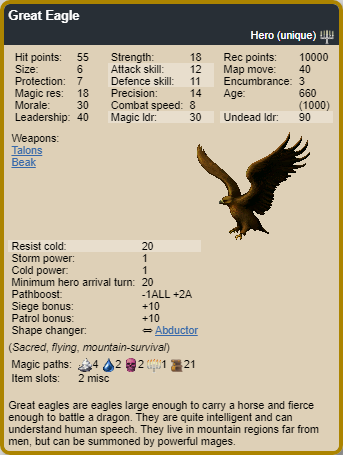 Great Eagle
Hero (unique)
Hit points: 55 Strength: 18 Rec points: 10000
Size: 6 Attack skill: 12 Map move: 40
Protection: 7 Defence skill: 11 Encumbrance: 3
Magic res: 18 Precision: 14 Age: 660
Morale: 30 Combat speed: 8 (1000)
Leadership: 40 Magic ldr: 30 Undead ldr: 90
Weapons:
Talons
Beak
Resist cold: 20
Storm power: 1
Cold power: 1
Minimum hero arrival turn: 20
Pathboost: -1ALL +2A
Siege bonus: +10
Patrol bonus: +10
Shape changer: ⇔ Abductor
(Sacred, flying, mountain-survival)
Magic paths: 4 2 2 1 21
Item slots: 2 misc
Great eagles are eagles large enough to carry a horse and fierce
enough to battle a dragon. They are quite intelligent and can
understand human speech. They live in mountain regions far from
men, but can be summoned by powerful mages.